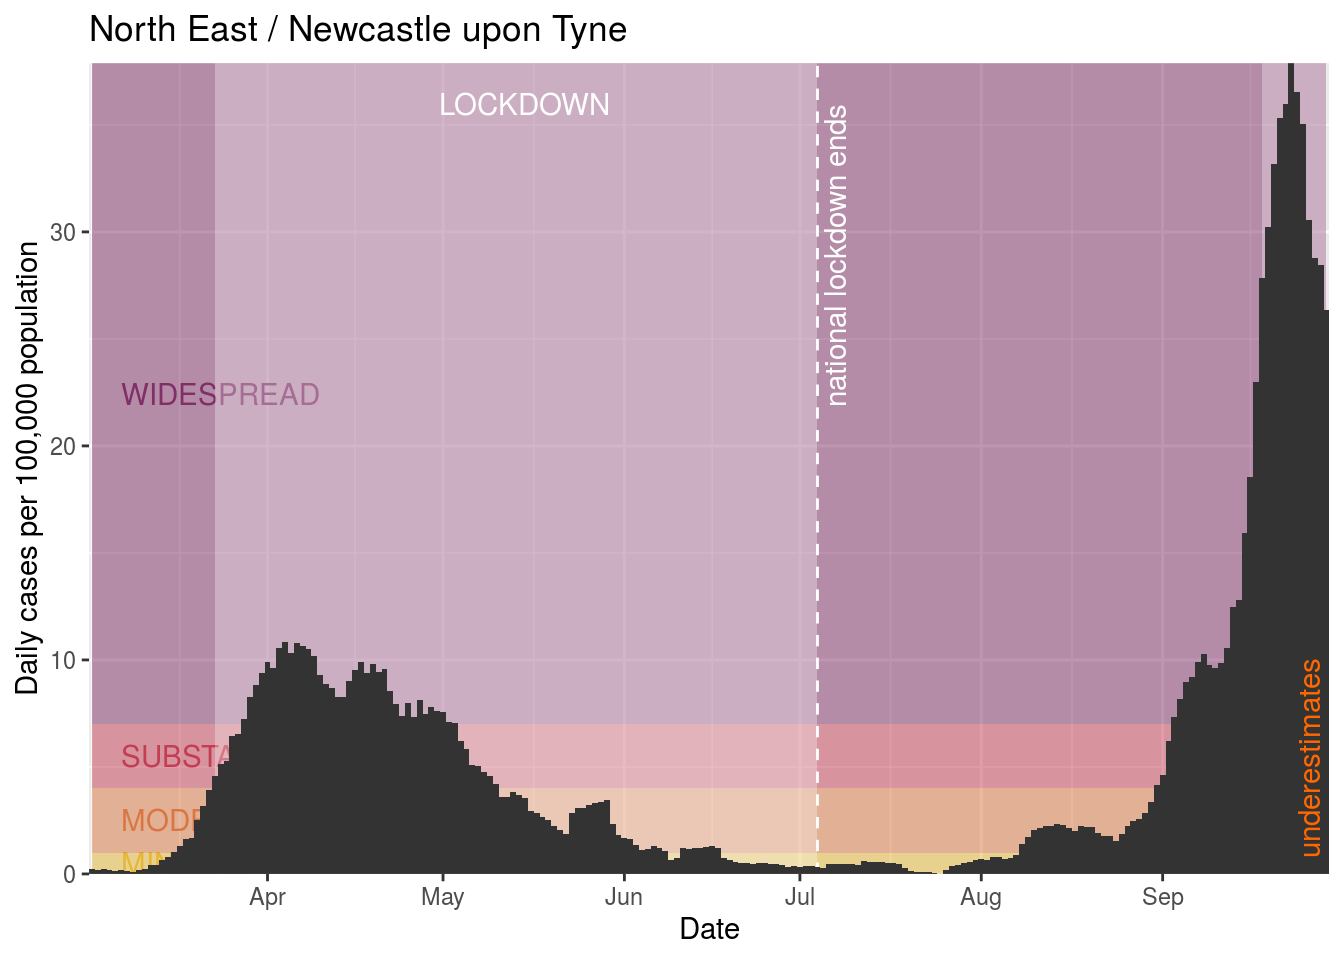 North East / Newcastle upon Tyne
Daily cases per 100,000 population
30
20
10
0
LOCKDOWN
national lockdown ends
WIDESPREAD
SUBSTA
MODE
MIN
underestimates
Apr
May
Jun
Jul
Aug
Sep
Date